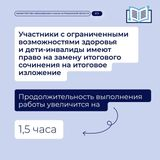 Участники с ограниченными
возможностями здоровья
и дети-инвалиды имеют
право на замену итогового
сочинения на итоговое
изложение
Продолжительность выполнения
работы увеличится на
1,5 часа